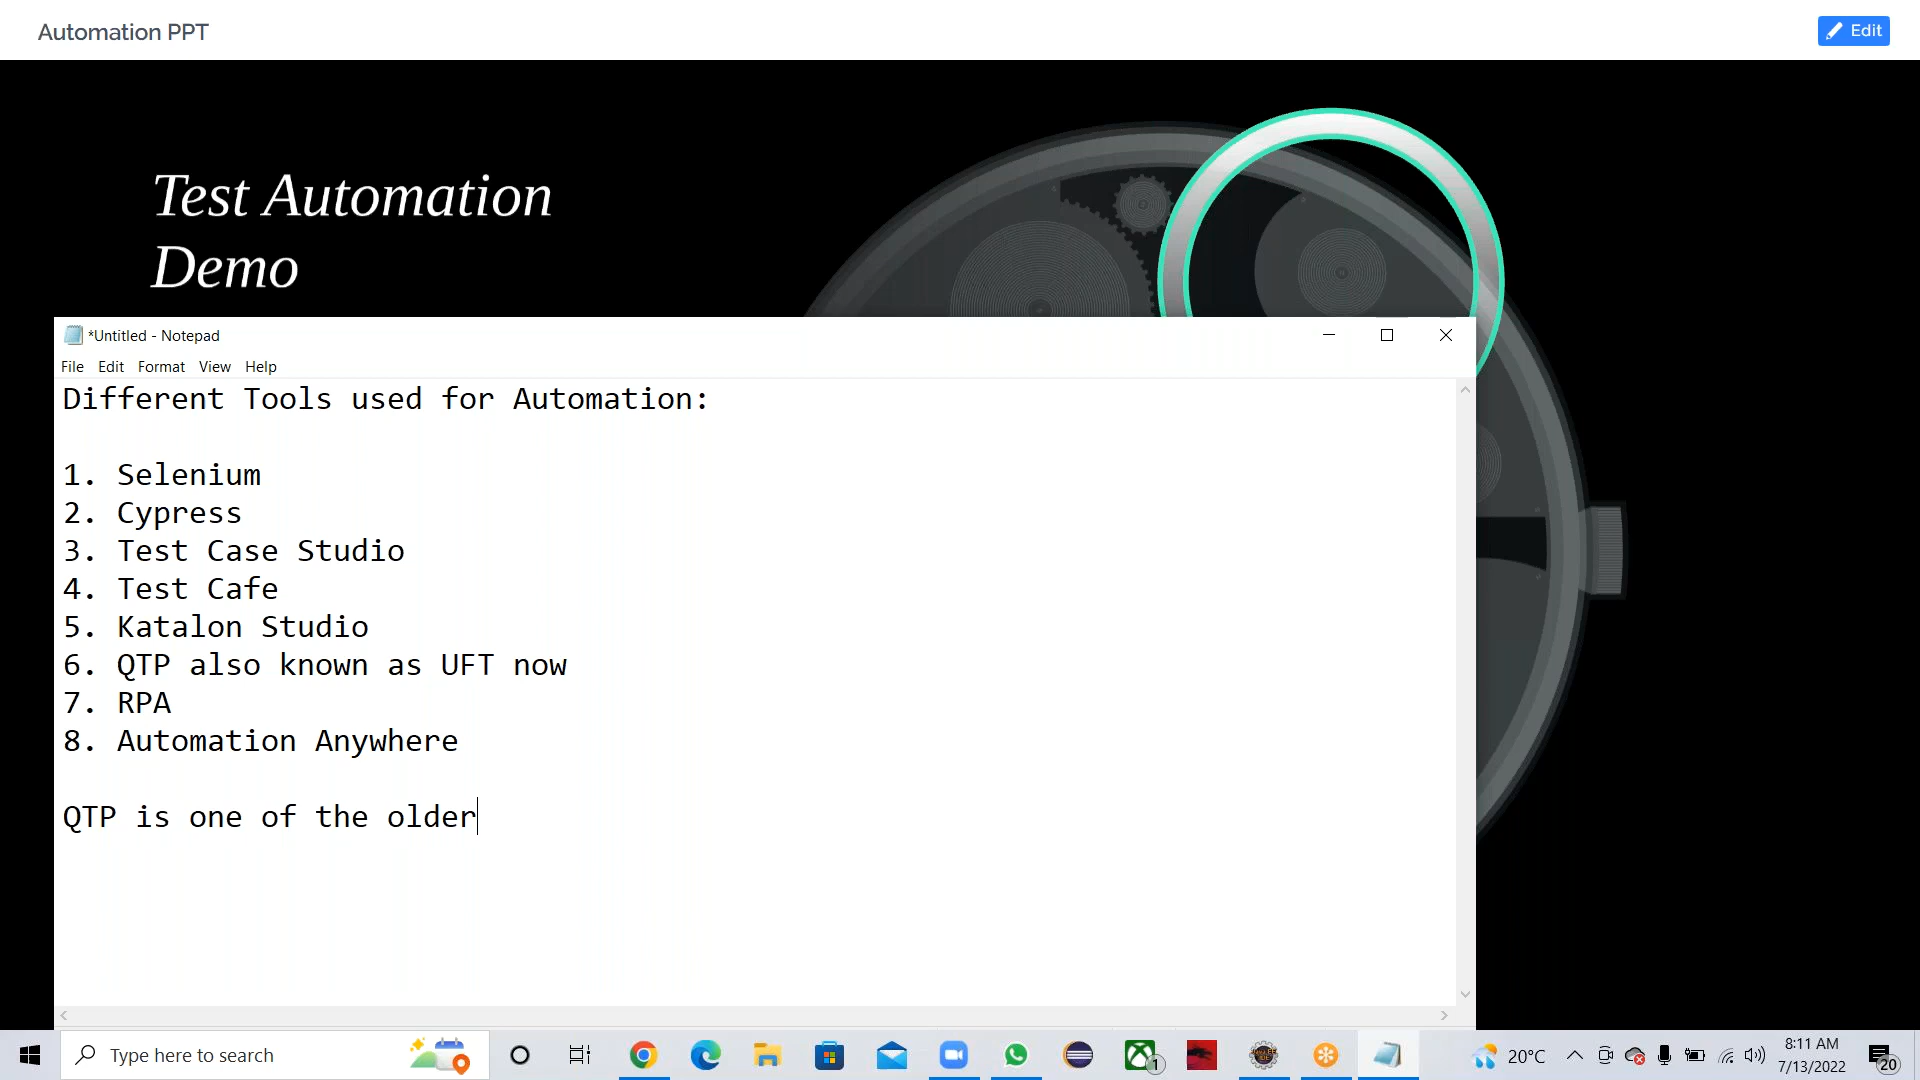 Automation PPT
Edit
Test Automation
Demo
*Untitled - Notepad
File Edit Format View Help
Different Tools used for Automation:
1. Selenium
2. Cypress
3. Test Case Studio
4. Test Cafe
5. Katalon Studio
6. QTP also known as UFT now
7. RPA
8. Automation Anywhere
QTP is one of the older
Type here to search
1
20°C
8:11 AM
7/13/2022
20